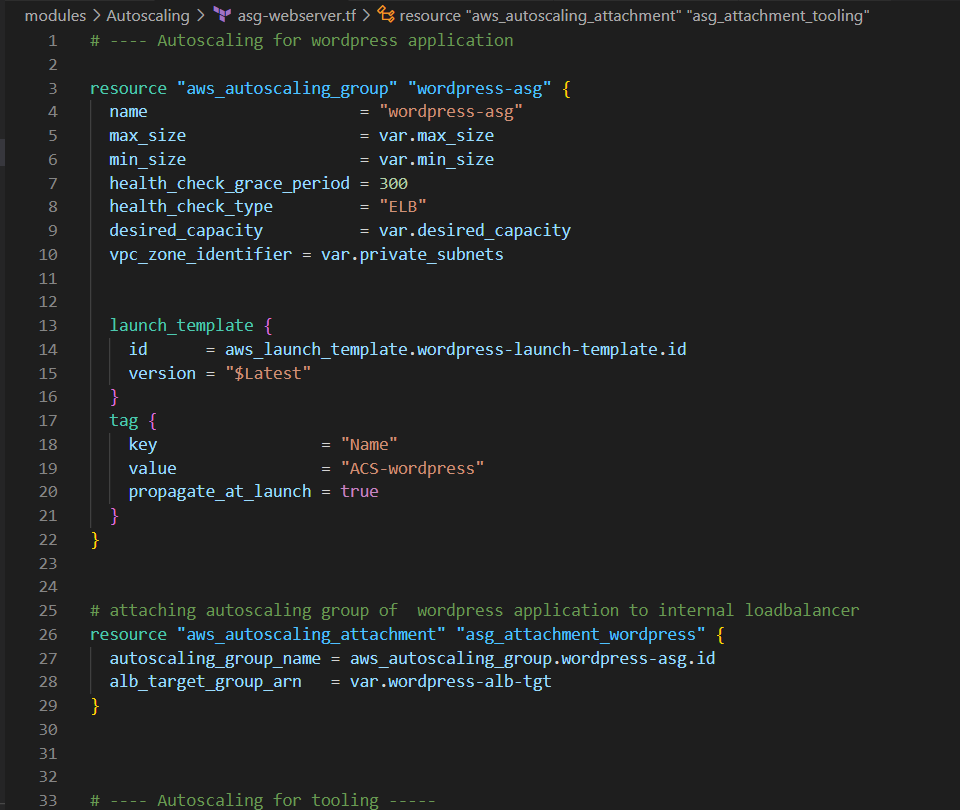 modules > Autoscaling > asg-webserver.tf > resource "aws_autoscaling_attachment" "asg_attachment_tooling"
1 # ---- Autoscaling for wordpress application
2
3 resource "aws_autoscaling_group" "wordpress-asg" {
4 name = "wordpress-asg"
5 max_size = var.max_size
6 min_size = var.min_size
7 health_check_grace_period = 300
8 health_check_type = "ELB"
9 desired_capacity = var.desired_capacity
10 vpc_zone_identifier = var.private_subnets
11
12
13 launch_template {
14 id = aws_launch_template.wordpress-launch-template.id
15 version = "$Latest"
16 }
17 tag {
18 key = "Name"
19 value = "ACS-wordpress"
20 propagate_at_launch = true
21 }
22 }
23
24
25 # attaching autoscaling group of  wordpress application to internal loadbalancer
26 resource "aws_autoscaling_attachment" "asg_attachment_wordpress" {
27 autoscaling_group_name = aws_autoscaling_group.wordpress-asg.id
28 alb_target_group_arn = var.wordpress-alb-tgt
29 }
30
31
32
33 # ---- Autoscaling for tooling -----